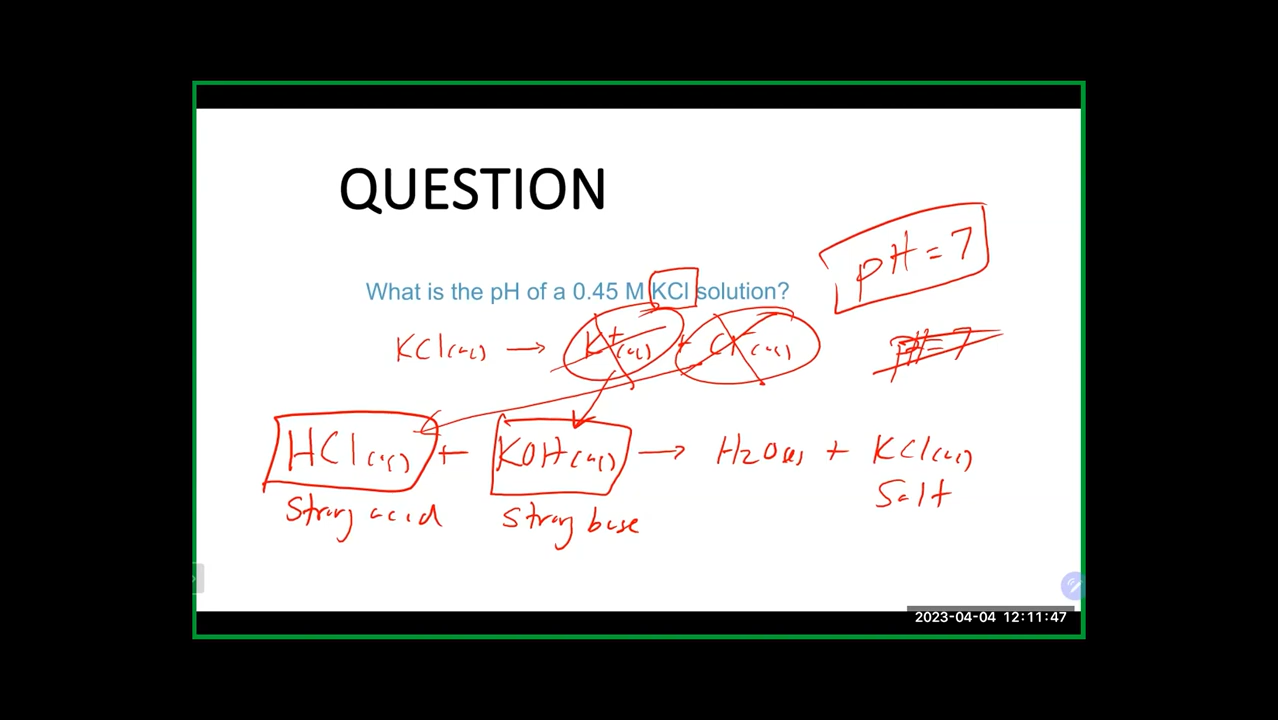 QUESTION
pH = 7
What is the pH of a 0.45 M KCl solution?
KCl(aq) → K+(aq) + Cl-(aq)
pH = 7
HCl(aq) + KOH(aq) → H2O(l) + KCl(aq)
Strong acid Strong base Salt
2023-04-04 12:11:47